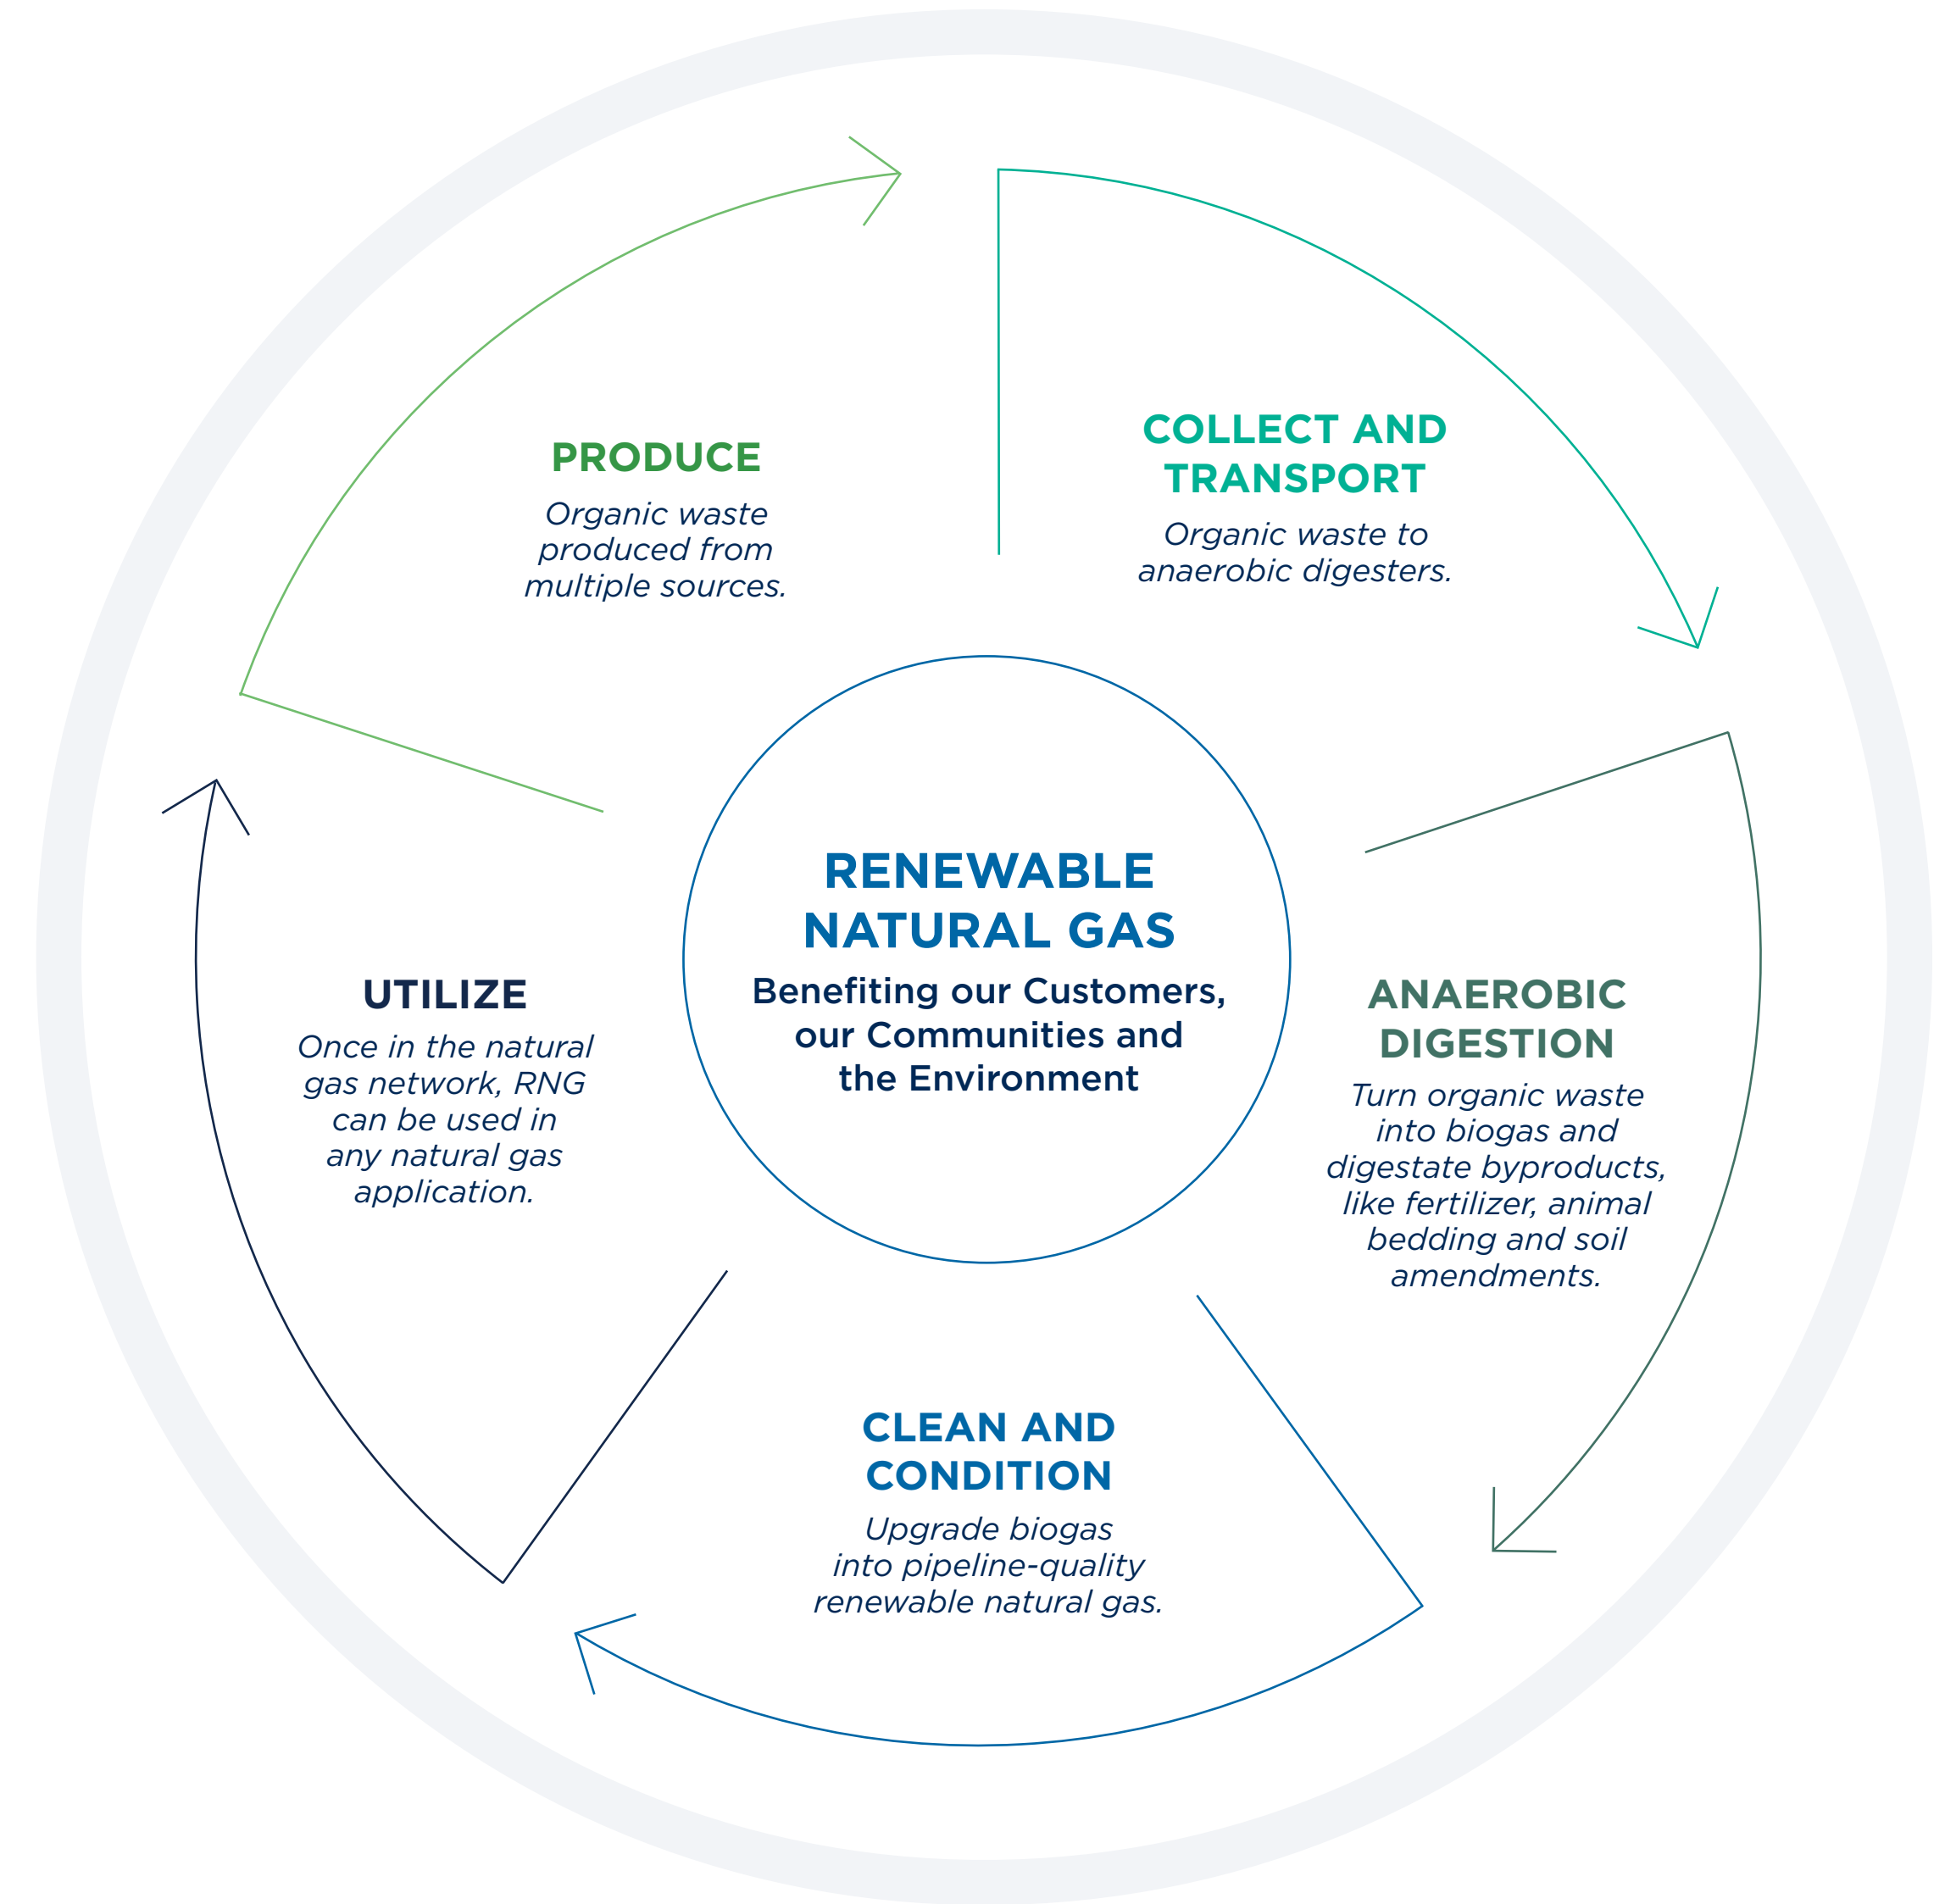 PRODUCE
Organic waste
produced from
multiple sources.
COLLECT AND
TRANSPORT
Organic waste to
anaerobic digesters.
RENEWABLE
NATURAL GAS
Benefiting our Customers,
our Communities and
the Environment
ANAEROBIC
DIGESTION
Turn organic waste
into biogas and
digestate byproducts,
like fertilizer, animal
bedding and soil
amendments.
CLEAN AND
CONDITION
Upgrade biogas
into pipeline-quality
renewable natural gas.
UTILIZE
Once in the natural
gas network, RNG
can be used in
any natural gas
application.